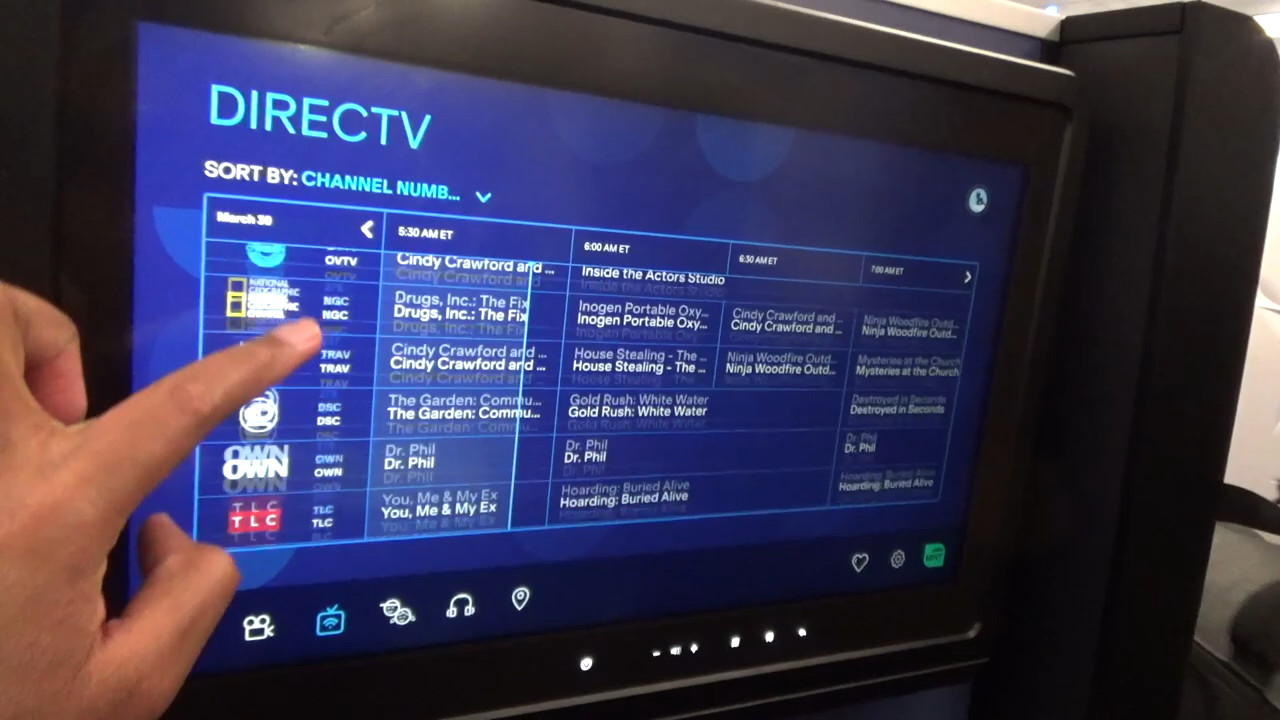 DIRECTV
SORT BY: CHANNEL NUMB...
March 30 5:30 AM ET 6:00 AM ET 6:30 AM ET 7:00 AM ET
OVTV Cindy Crawford and ... Inside the Actors Studio
NATIONAL GEOGRAPHIC CHANNEL NGC Drugs, Inc.: The Fix Inogen Portable Oxy... Cindy Crawford and ... Ninja Woodfire Outd...
TRAV Cindy Crawford and ... House Stealing - The ... Ninja Woodfire Outd... Mysteries at the Church
DSC The Garden: Commu... Gold Rush: White Water Destroyed in Seconds
OWN OWN Dr. Phil Dr. Phil Dr. Phil
TLC TLC You, Me & My Ex Hoarding: Buried Alive Hoarding: Buried Alive
MINT